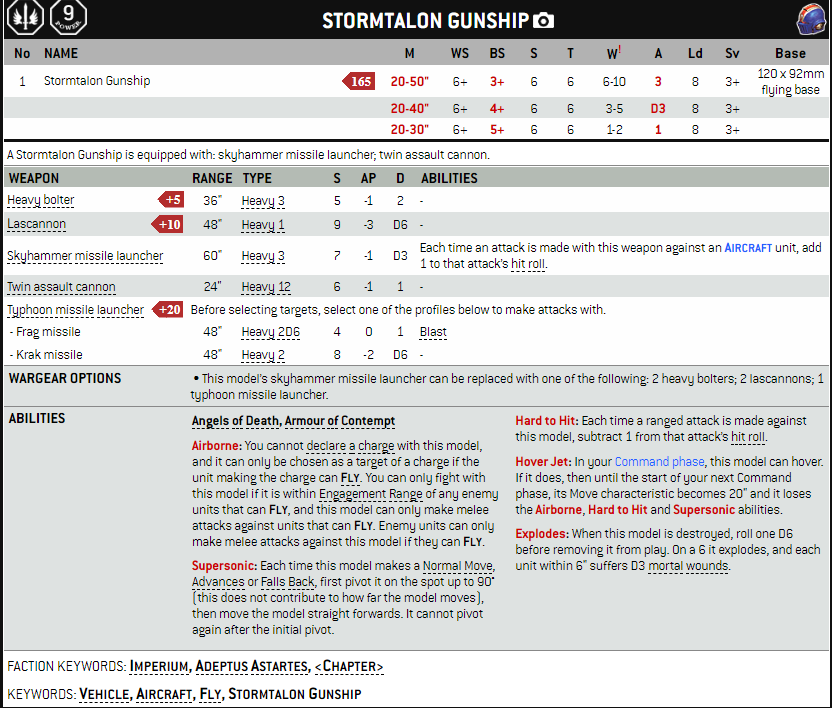 9
POWER
STORMTALON GUNSHIP
No NAME M WS BS S T W! A Ld Sv Base
1 Stormtalon Gunship 165 20-50" 6+ 3+ 6 6 6-10 3 8 3+ 120 x 92mm
flying base
20-40" 6+ 4+ 6 6 3-5 D3 8 3+
20-30" 6+ 5+ 6 6 1-2 1 8 3+
A Stormtalon Gunship is equipped with: skyhammer missile launcher; twin assault cannon.
WEAPON RANGE TYPE S AP D ABILITIES
Heavy bolter +5 36" Heavy 3 5 -1 2 -
Lascannon +10 48" Heavy 1 9 -3 D6 -
Skyhammer missile launcher 60" Heavy 3 7 -1 D3 Each time an attack is made with this weapon against an AIRCRAFT unit, add
1 to that attack's hit roll.
Twin assault cannon 24" Heavy 12 6 -1 1 -
Typhoon missile launcher +20 Before selecting targets, select one of the profiles below to make attacks with.
- Frag missile 48" Heavy 2D6 4 0 1 Blast
- Krak missile 48" Heavy 2 8 -2 D6 -
WARGEAR OPTIONS • This model's skyhammer missile launcher can be replaced with one of the following: 2 heavy bolters; 2 lascannons; 1
typhoon missile launcher.
ABILITIES
Angels of Death, Armour of Contempt
Airborne: You cannot declare a charge with this model,
and it can only be chosen as a target of a charge if the
unit making the charge can FLY. You can only fight with
this model if it is within Engagement Range of any enemy
units that can FLY, and this model can only make melee
attacks against units that can FLY. Enemy units can only
make melee attacks against this model if they can FLY.
Supersonic: Each time this model makes a Normal Move,
Advances or Falls Back, first pivot it on the spot up to 90°
(this does not contribute to how far the model moves),
then move the model straight forwards. It cannot pivot
again after the initial pivot.
Hard to Hit: Each time a ranged attack is made against
this model, subtract 1 from that attack's hit roll.
Hover Jet: In your Command phase, this model can hover.
If it does, then until the start of your next Command
phase, its Move characteristic becomes 20" and it loses
the Airborne, Hard to Hit and Supersonic abilities.
Explodes: When this model is destroyed, roll one D6
before removing it from play. On a 6 it explodes, and each
unit within 6" suffers D3 mortal wounds.
FACTION KEYWORDS: IMPERIUM, ADEPTUS ASTARTES, <CHAPTER>
KEYWORDS: VEHICLE, AIRCRAFT, FLY, STORMTALON GUNSHIP